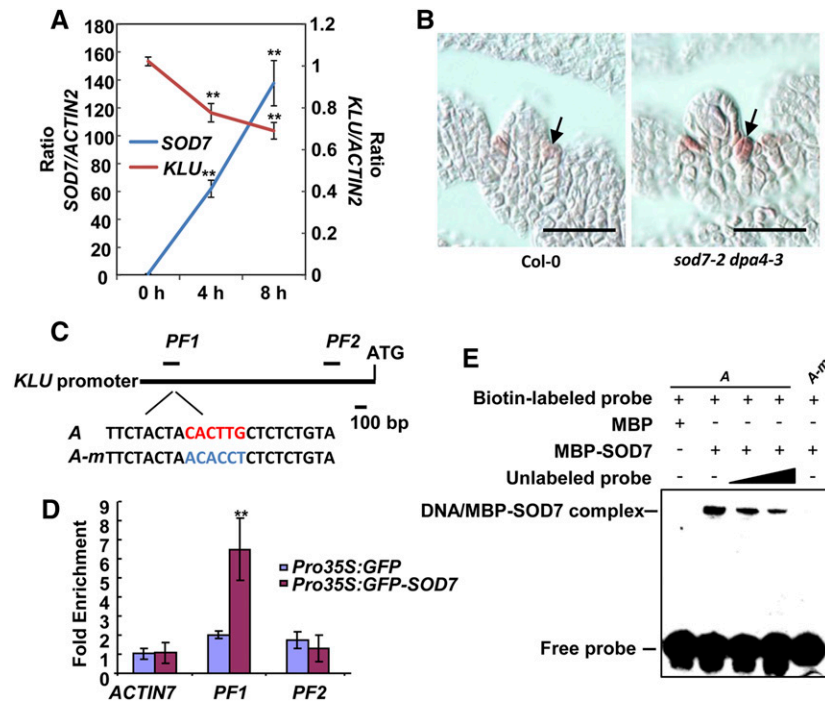 A
180
160
140
120
100
80
60
40
20
0
Ratio
SOD7/ACTIN2
1.2
1
0.8
0.6
0.4
0.2
0
Ratio
KLU/ACTIN2
**
**
**
**
SOD7
KLU
0 h
4 h
8 h
B
Col-0
sod7-2 dpa4-3
C
PF1
PF2
ATG
KLU promoter
100 bp
A TTCTACTACACTTGCTCTCTGTA
A-m TTCTACTAACACCTCTCTCTGTA
D
9
8
7
6
5
4
3
2
1
0
Fold Enrichment
**
Pro35S:GFP
Pro35S:GFP-SOD7
ACTIN7
PF1
PF2
E
A
A-m
Biotin-labeled probe + + + + +
MBP + - - - -
MBP-SOD7 - + + + +
Unlabeled probe - - -
DNA/MBP-SOD7 complex
Free probe